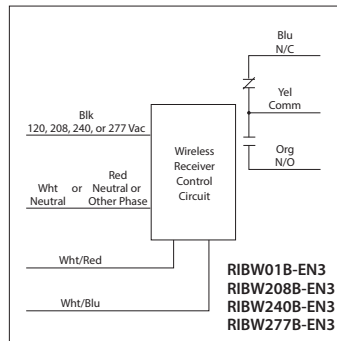 Blu
N/C
Yel
Comm
Org
N/O
Blk
120, 208, 240, or 277 Vac
Wireless
Receiver
Control
Circuit
Red
Wht or Neutral or
Neutral Other Phase
Wht/Red
Wht/Blu
RIBW01B-EN3
RIBW208B-EN3
RIBW240B-EN3
RIBW277B-EN3